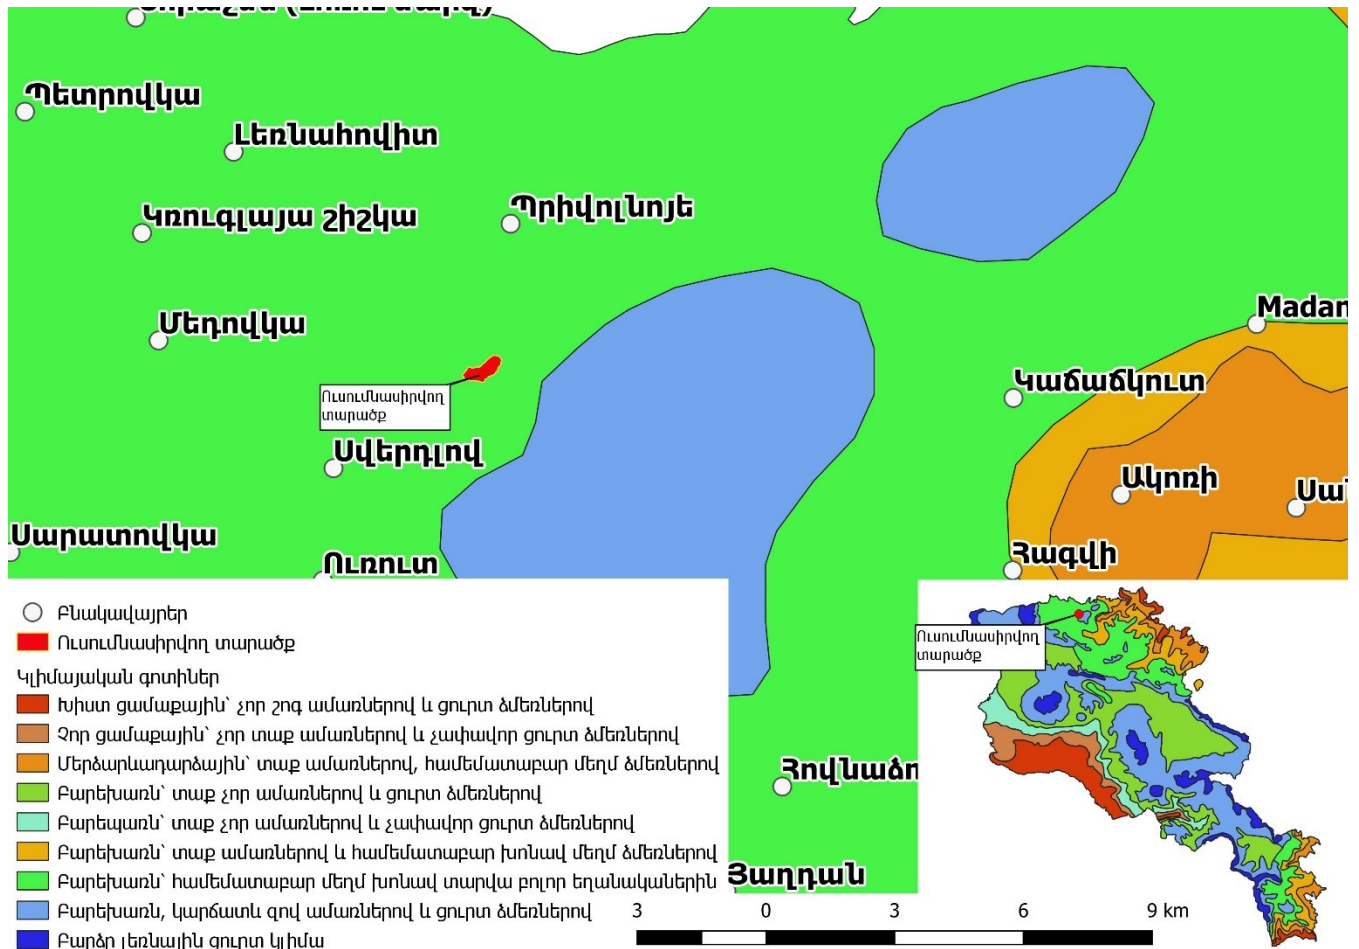 Պետրովկա
Լեռնահովիտ
Կռուգլայա շիշկա
Պրիվոլնոյե
Մեդովկա
Madan
Կաճաճկուտ
Ուսումնասիրվող
տարածք
Սվերդլով
Ակոռի
Սան
Սարատովկա
Ուռուտ
Հագվի
Բնակավայրեր
Ուսումնասիրվող տարածք
Կլիմայական գոտիներ
Խիստ ցամաքային՝ չոր շոգ ամառներով և ցուրտ ձմեռներով
Չոր ցամաքային՝ չոր տաք ամառներով և չափավոր ցուրտ ձմեռներով
Մերձարևադարձային՝ տաք ամառներով, համեմատաբար մեղմ ձմեռներով
Բարեխառն՝ տաք չոր ամառներով և ցուրտ ձմեռներով
Բարեպառն՝ տաք չոր ամառներով և չափավոր ցուրտ ձմեռներով
Բարեխառն՝ տաք ամառներով և համեմատաբար խոնավ մեղմ ձմեռներով
Բարեխառն՝ համեմատաբար մեղմ խոնավ տարվա բոլոր եղանակներին
Բարեխառն, կարճատև զով ամառներով և ցուրտ ձմեռներով
Բարձր լեռնային ցուրտ կլիմա
Ուսումնասիրվող
տարածք
Հովնաձո
Յաղդան
3 0 3 6 9 km